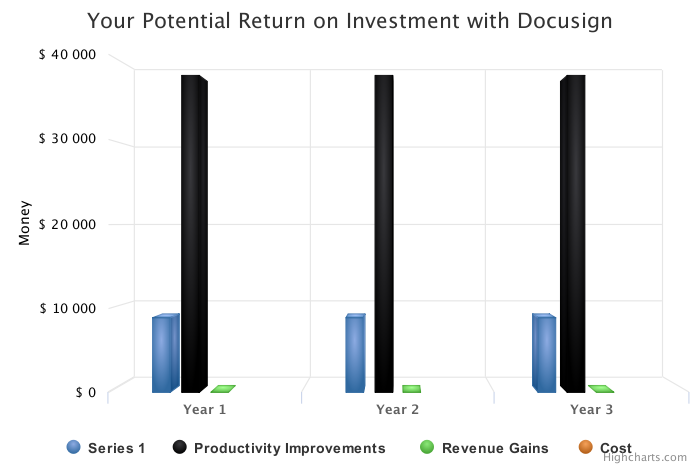 Your Potential Return on Investment with Docusign
$ 40 000
$ 30 000
$ 20 000
$ 10 000
$ 0
Money
Year 1 Year 2 Year 3
Series 1 Productivity Improvements Revenue Gains Cost
Highcharts.com